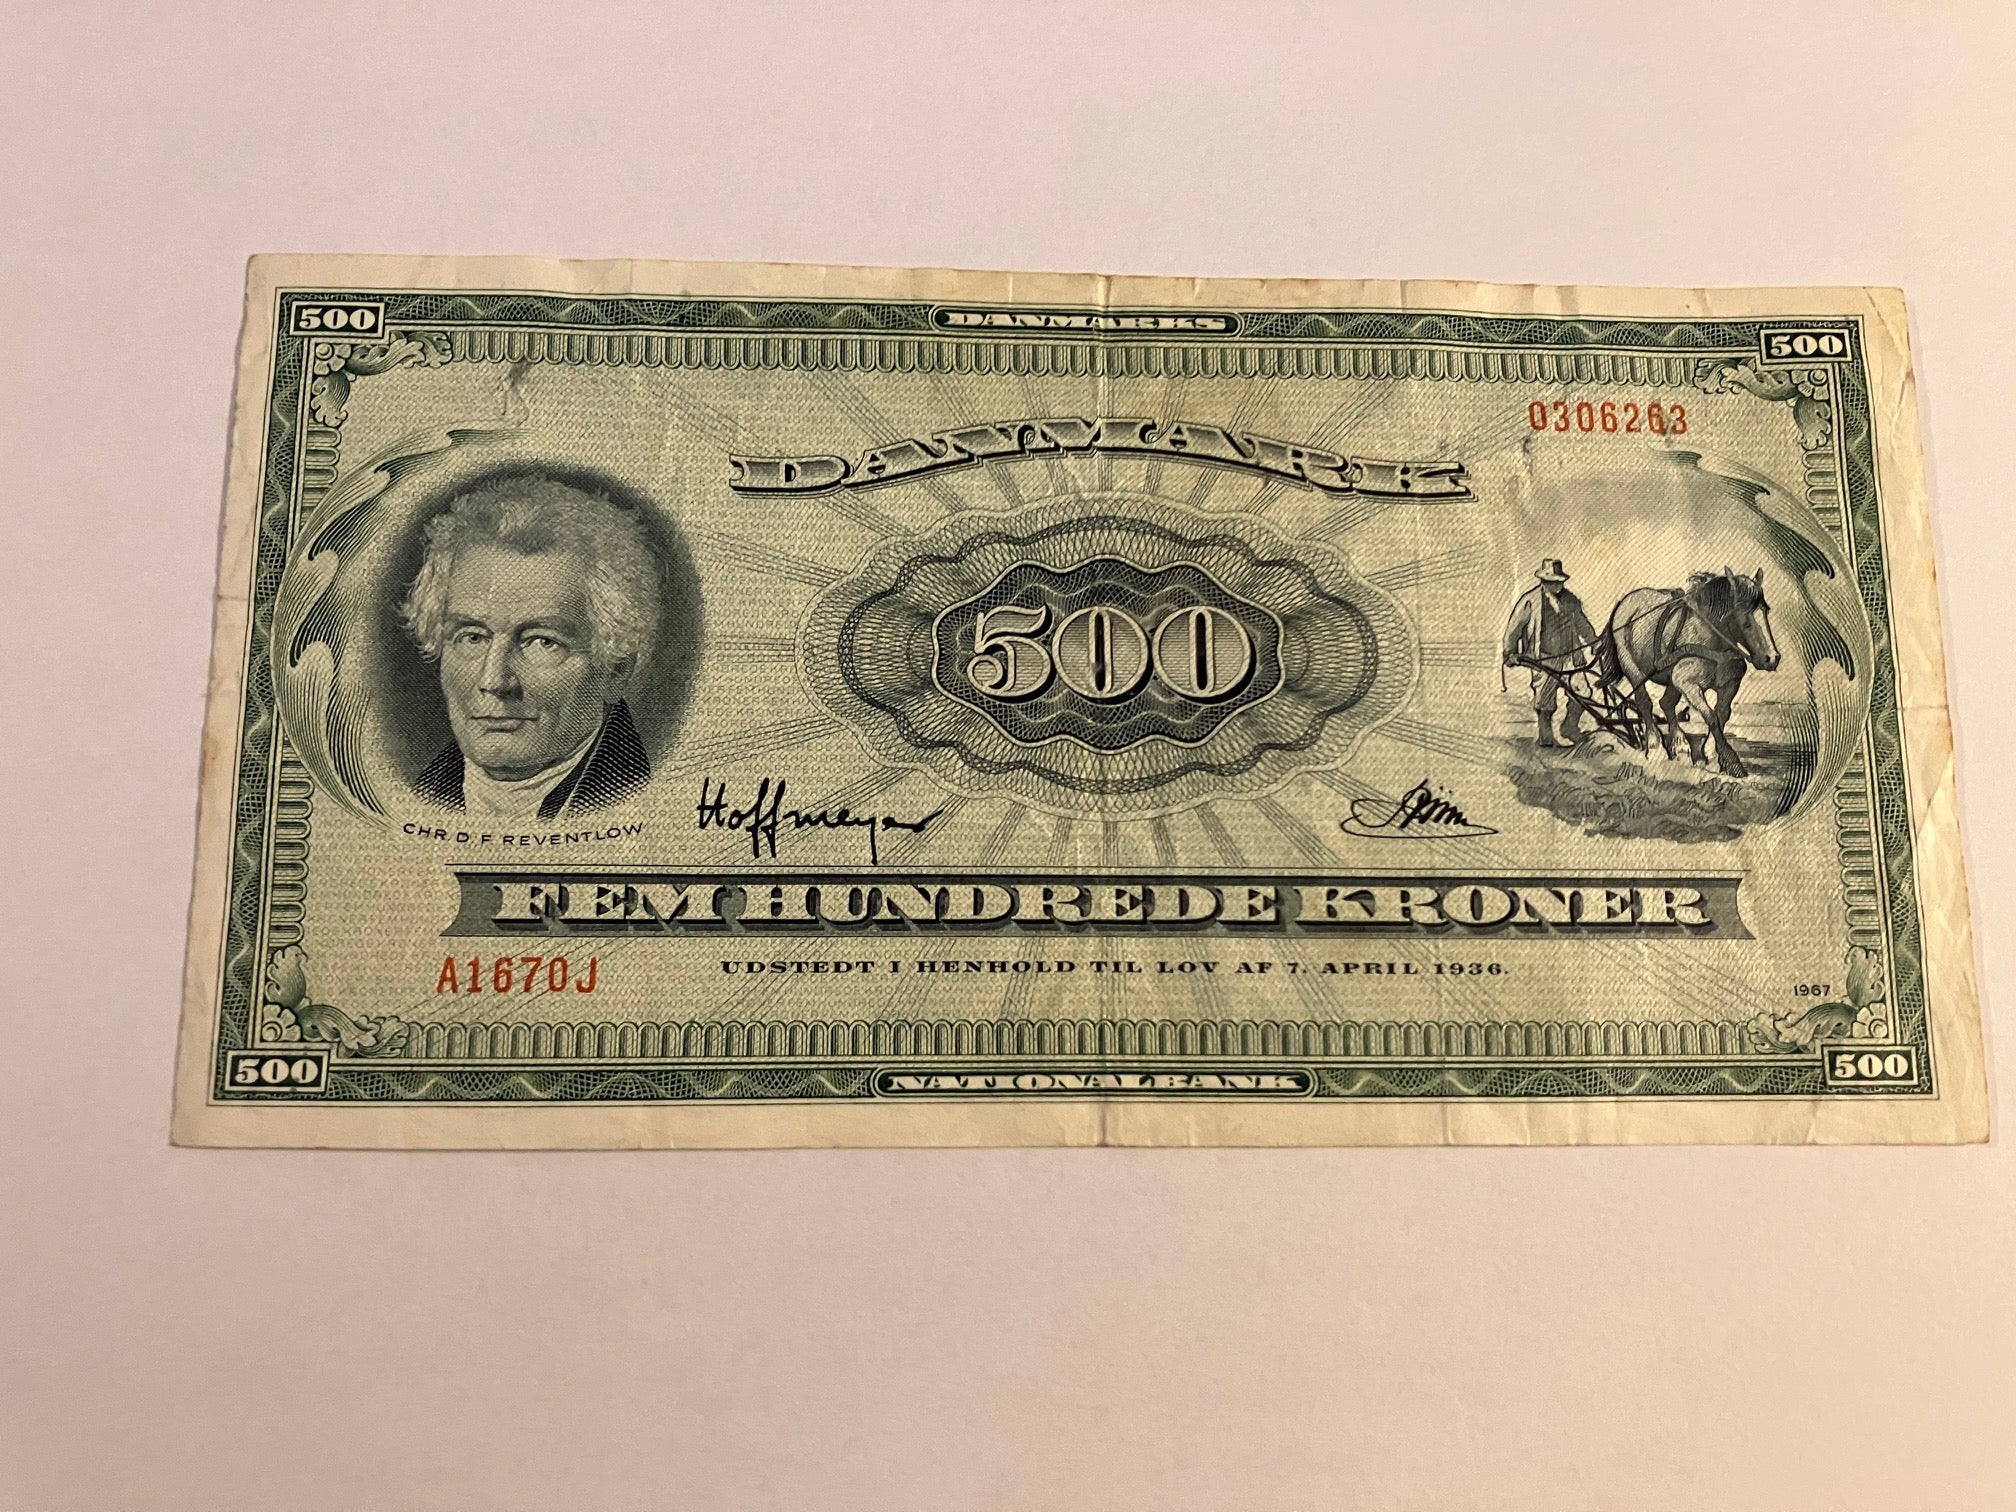 500
DANMARKS
500
0306263
DANMARK
500
CHR. D. F. REVENTLOW
Hoffmeyer
FEM HUNDREDE KRONER
A1670J
UDSTEDT I HENHOLD TIL LOV AF 7. APRIL 1936.
1967
500
NATIONALBANK
500